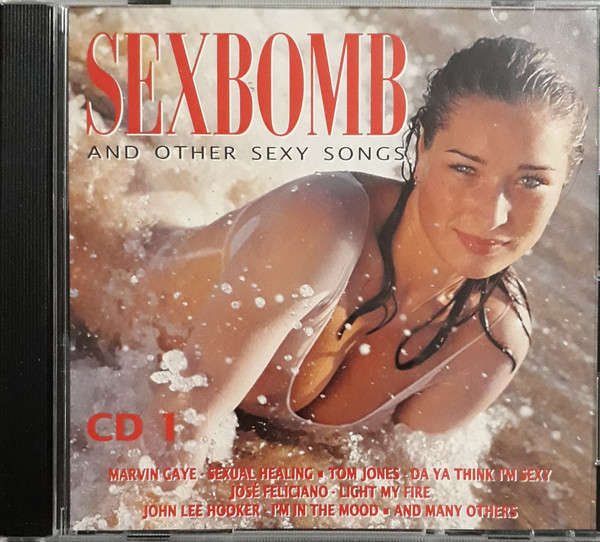 SEXBOMB
AND OTHER SEXY SONGS
CD 1
MARVIN GAYE - SEXUAL HEALING ▪ TOM JONES - DA YA THINK I'M SEXY
JOSÉ FELICIANO - LIGHT MY FIRE
JOHN LEE HOOKER - I'M IN THE MOOD ▪ AND MANY OTHERS